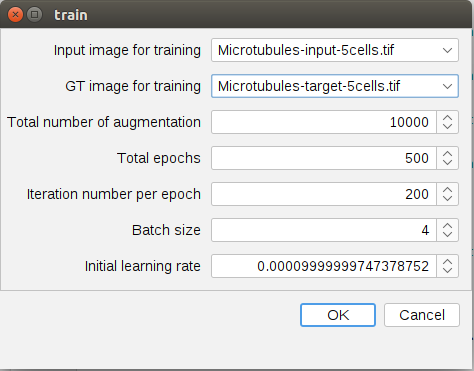 train
Input image for training Microtubules-input-5cells.tif
GT image for training Microtubules-target-5cells.tif
Total number of augmentation 10000
Total epochs 500
Iteration number per epoch 200
Batch size 4
Initial learning rate 0.00009999999747378752
OK Cancel